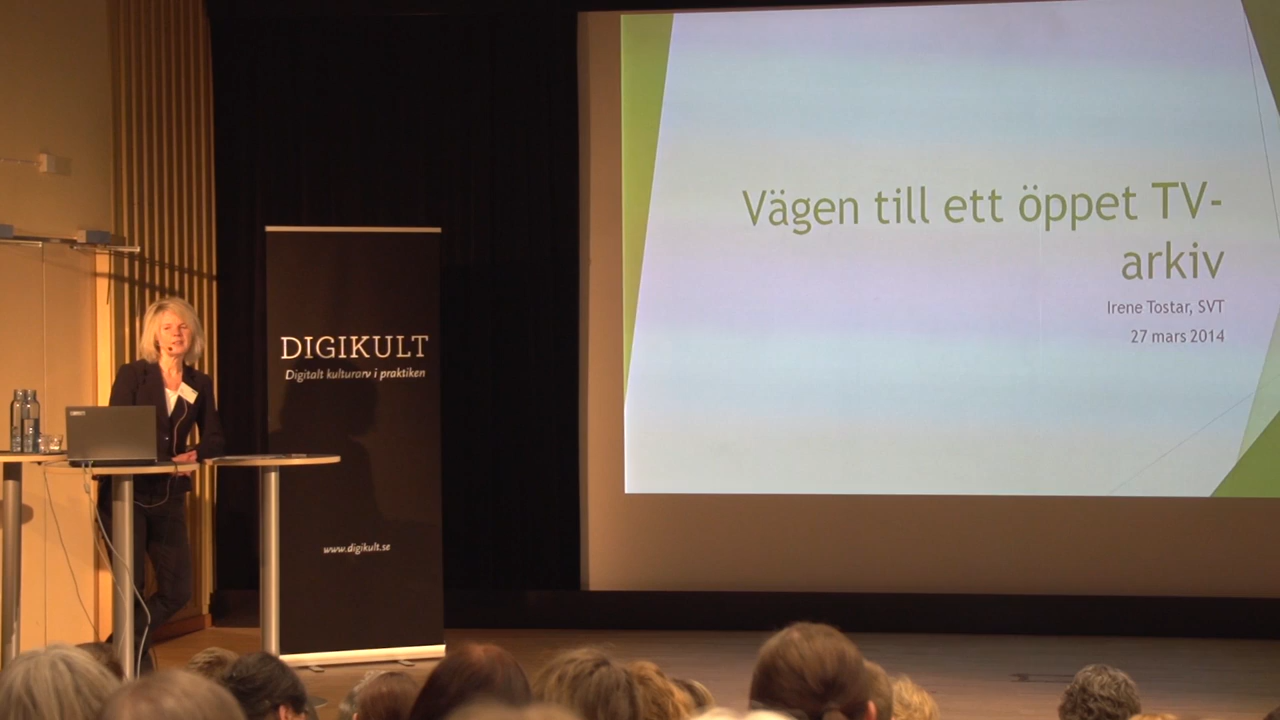 DIGIKULT
Digitalt kulturarv i praktiken
www.digikult.se
Vägen till ett öppet TV-
arkiv
Irene Tostar, SVT
27 mars 2014